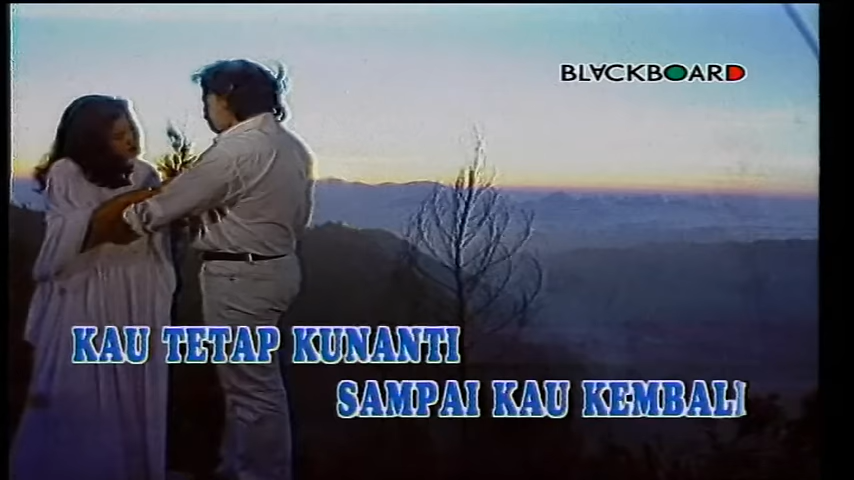 BLACKBOARD
KAU TETAP KUNANTI
SAMPAI KAU KEMBALI